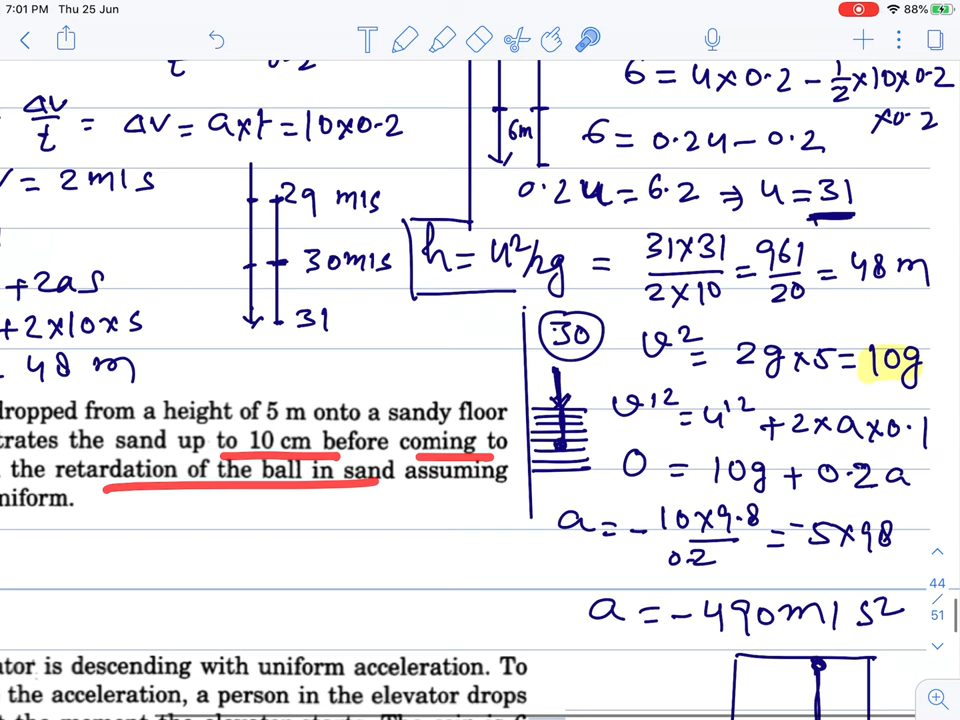 7:01 PM Thu 25 Jun
88%
T
t 0.2
Δv/t = Δv = a×t = 10×0.2
v = 2 m/s
+2as
+2×10×s
48 m
29 m/s
30 m/s
31
6m
6 = u×0.2 − 1/2×10×0.2
×0.2
6 = 0.2u − 0.2
0.2u = 6.2 ⇒ u = 31
h = u²/2g = 31×31/2×10 = 961/20 = 48 m
30
v² = 2g×5 = 10g
v'² = u'² + 2×a×0.1
0 = 10g + 0.2a
a = −10×9.8/0.2 = −5×98
a = −490 m/s²
dropped from a height of 5 m onto a sandy floor
trates the sand up to 10 cm before coming to
the retardation of the ball in sand assuming
niform.
44
/
51
ator is descending with uniform acceleration. To
the acceleration, a person in the elevator drops